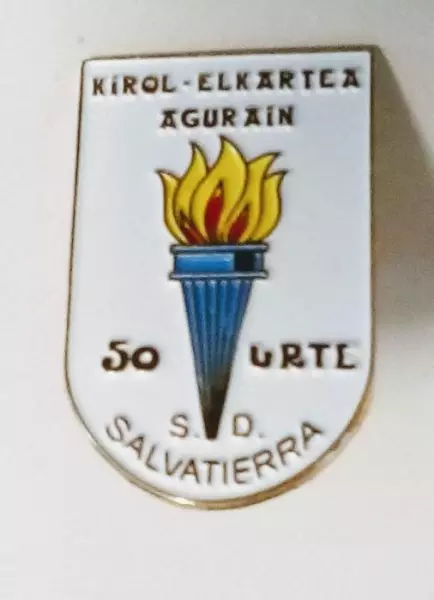 KIROL-ELKARTEA
AGURAIN
50 URTE
S. D.
SALVATIERRA